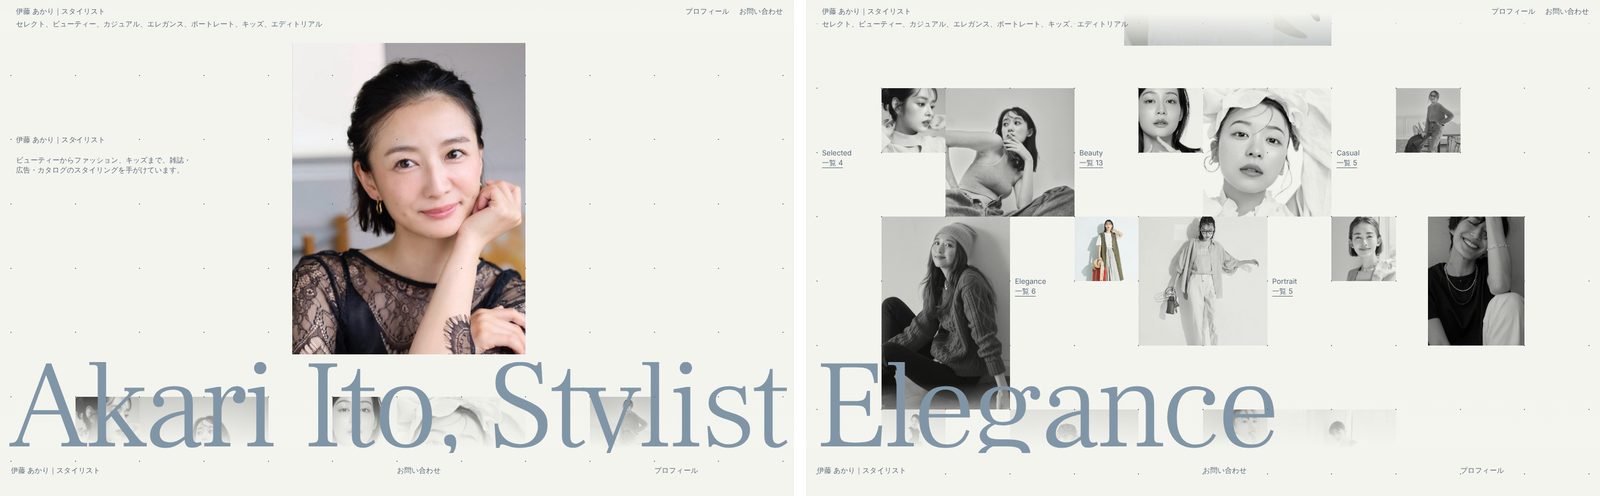 伊藤 あかり｜スタイリスト
セレクト、ビューティー、カジュアル、エレガンス、ポートレート、キッズ、エディトリアル
プロフィール お問い合わせ
伊藤 あかり｜スタイリスト
ビューティーからファッション、キッズまで。雑誌・
広告・カタログのスタイリングを手がけています。
Akari Ito, Stylist
伊藤 あかり｜スタイリスト お問い合わせ プロフィール
伊藤 あかり｜スタイリスト
セレクト、ビューティー、カジュアル、エレガンス、ポートレート、キッズ、エディトリアル
プロフィール お問い合わせ
Selected
一覧 4
Beauty
一覧 13
Casual
一覧 5
Elegance
一覧 6
Portrait
一覧 5
Elegance
伊藤 あかり｜スタイリスト お問い合わせ プロフィール